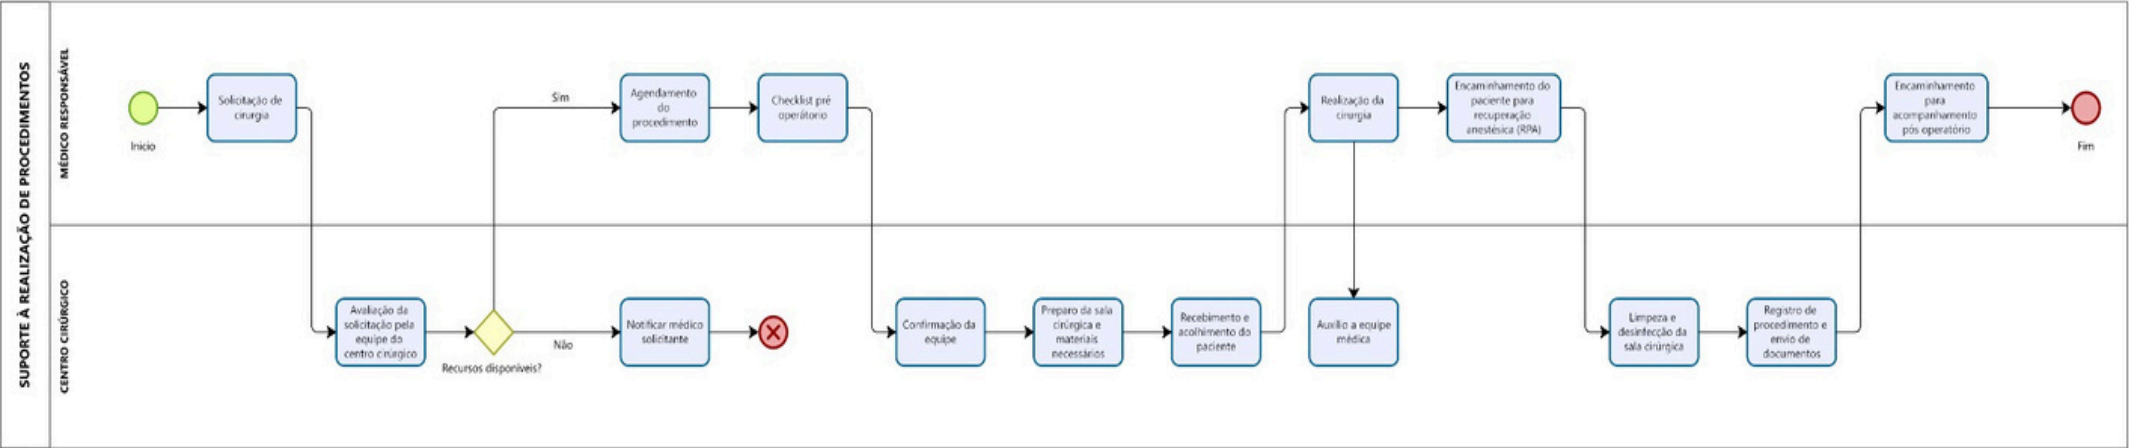 SUPORTE À REALIZAÇÃO DE PROCEDIMENTOS
MÉDICO RESPONSÁVEL
Inicio
Solicitação de
cirurgia
Sim
Agendamento
do
procedimento
Checklist pré
operátorio
Realização da
cirurgia
Encaminhamento do
paciente para
recuperação
anestésica (RPA)
Encaminhamento
para
acompanhamento
pós operatório
Fim
CENTRO CIRÚRGICO
Avaliação da
solicitação pela
equipe do
centro cirúrgico
Recursos disponiveis?
Não
Notificar médico
solicitante
Confirmação da
equipe
Preparo da sala
cirúrgica e
materiais
necessários
Recebimento e
acolhimento do
paciente
Auxílio a equipe
médica
Limpeza e
desinfecção da
sala cirúrgica
Registro de
procedimento e
envio de
documentos